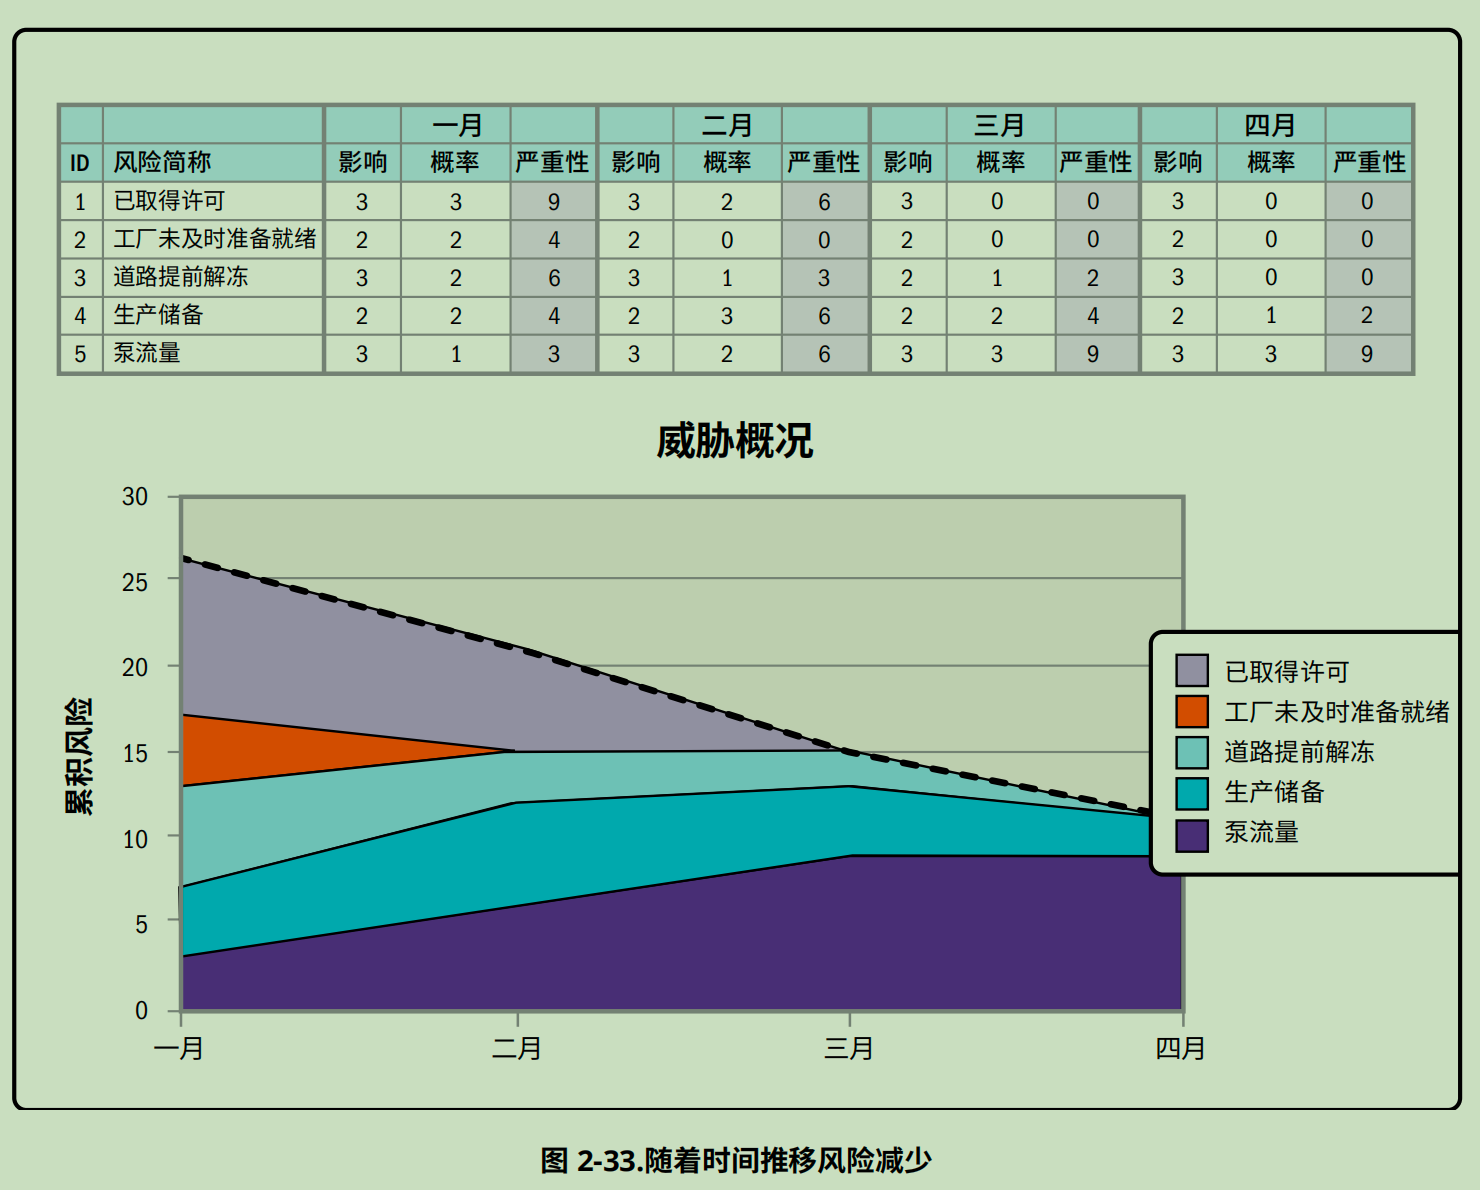 一月 二月 三月 四月
ID 风险简称 影响 概率 严重性 影响 概率 严重性 影响 概率 严重性 影响 概率 严重性
1 已取得许可 3 3 9 3 2 6 3 0 0 3 0 0
2 工厂未及时准备就绪 2 2 4 2 0 0 2 0 0 2 0 0
3 道路提前解冻 3 2 6 3 1 3 2 1 2 3 0 0
4 生产储备 2 2 4 2 3 6 2 2 4 2 1 2
5 泵流量 3 1 3 3 2 6 3 3 9 3 3 9
威胁概况
30
25
20
15
10
5
0
累积风险
一月 二月 三月 四月
已取得许可
工厂未及时准备就绪
道路提前解冻
生产储备
泵流量
图 2-33.随着时间推移风险减少